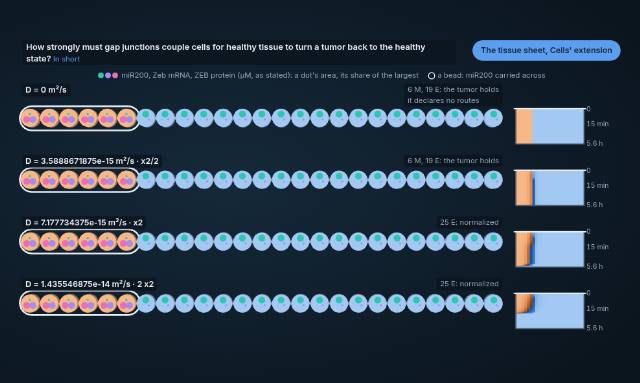 How strongly must gap junctions couple cells for healthy tissue to turn a tumor back to the healthy
state? In short
The tissue sheet, Cells' extension
miR200, Zeb mRNA, ZEB protein (μM, as stated): a dot's area, its share of the largest
a bead: miR200 carried across
D = 0 m²/s
6 M, 19 E: the tumor holds
it declares no routes
0
15 min
5.6 h
D = 3.5888671875e-15 m²/s · x2/2
6 M, 19 E: the tumor holds
0
15 min
5.6 h
D = 7.177734375e-15 m²/s · x2
25 E: normalized
0
15 min
5.6 h
D = 1.435546875e-14 m²/s · 2 x2
25 E: normalized
0
15 min
5.6 h